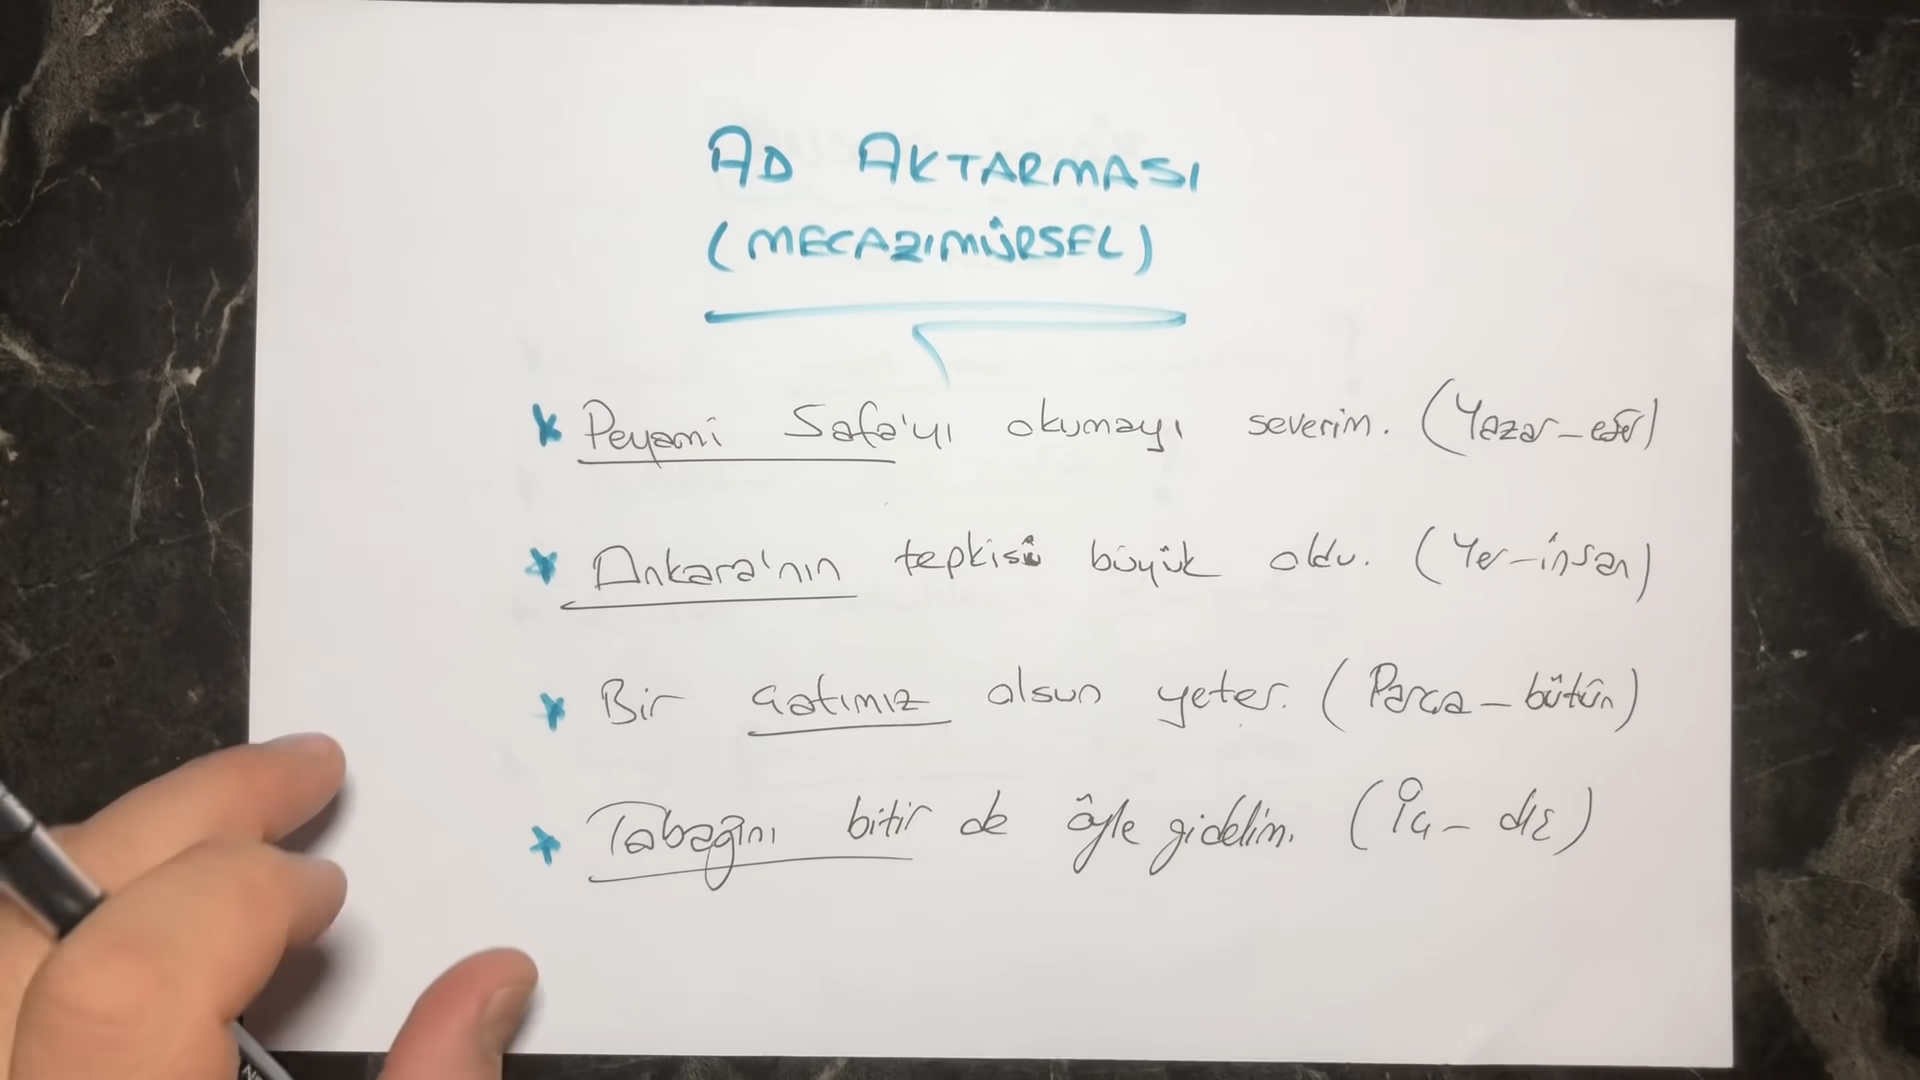 AD AKTARMASI
(MECAZIMÜRSEL)
Peyami Safa'yı okumayı severim. (Yazar-eser)
Ankara'nın tepkisi büyük oldu. (Yer-insan)
Bir çatımız olsun yeter. (Parça-bütün)
Tabağını bitir de öyle gidelim. (İç-dış)